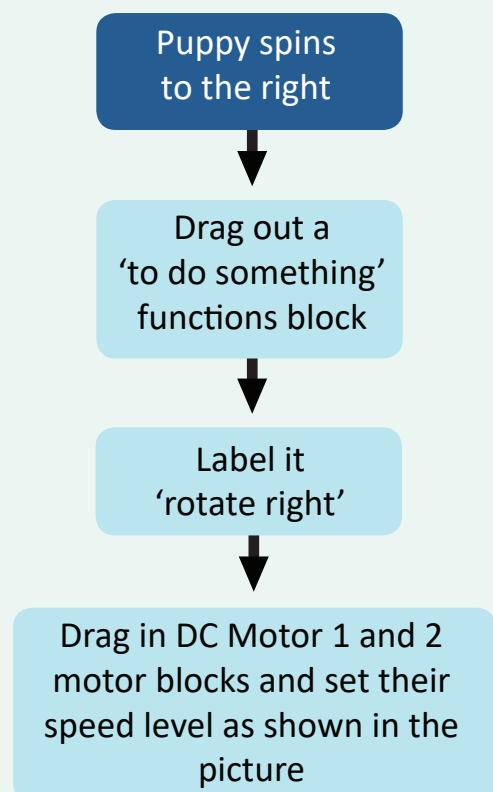 Puppy spins
to the right
Drag out a
‘to do something’
functions block
Label it
‘rotate right’
Drag in DC Motor 1 and 2
motor blocks and set their
speed level as shown in the
picture